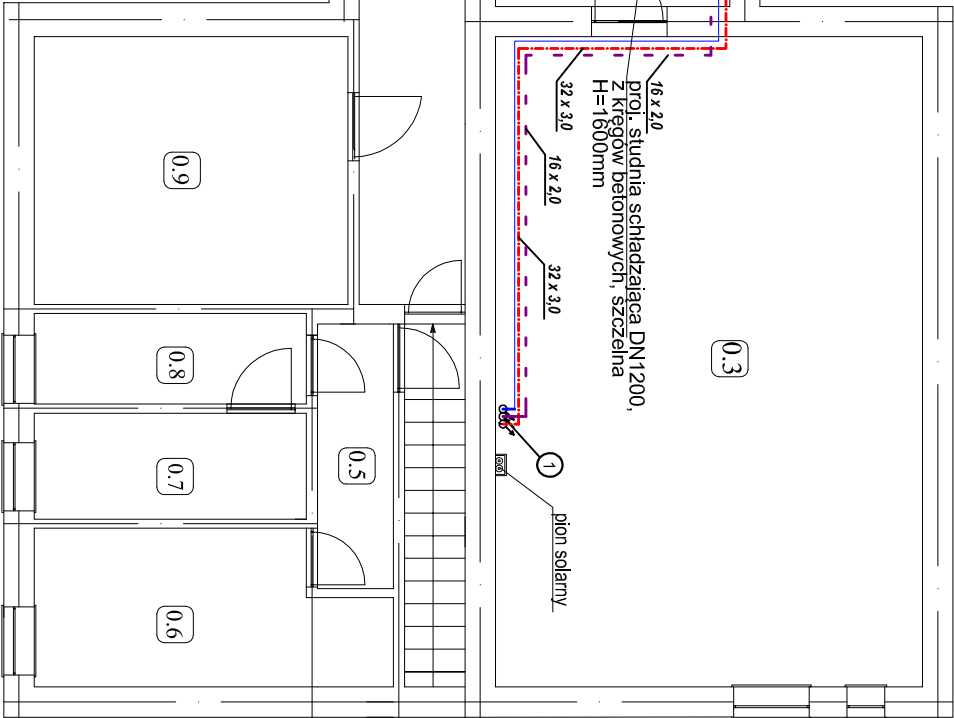 16 x 2,0
proj. studnia schładzająca DN1200,
z kręgów betonowych, szczelna
H=1600mm
32 x 3,0
16 x 2,0
32 x 3,0
0.3
0.9
0.8
0.7
0.5
0.6
1
pion solarny